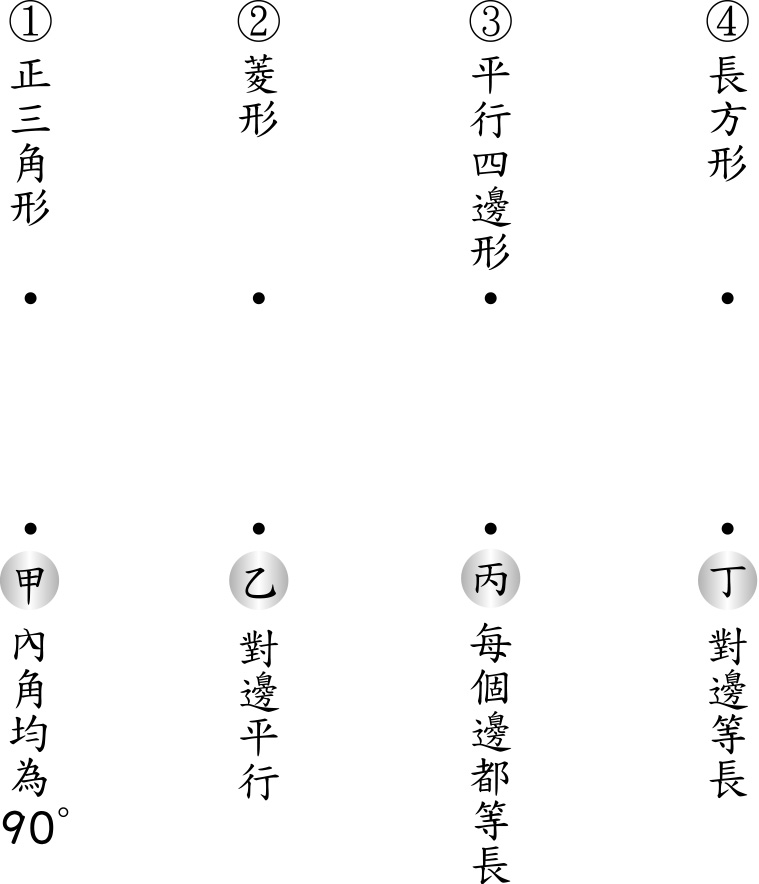 ①正三角形
②菱形
③平行四邊形
④長方形
甲內角均為90°
乙對邊平行
丙每個邊都等長
丁對邊等長